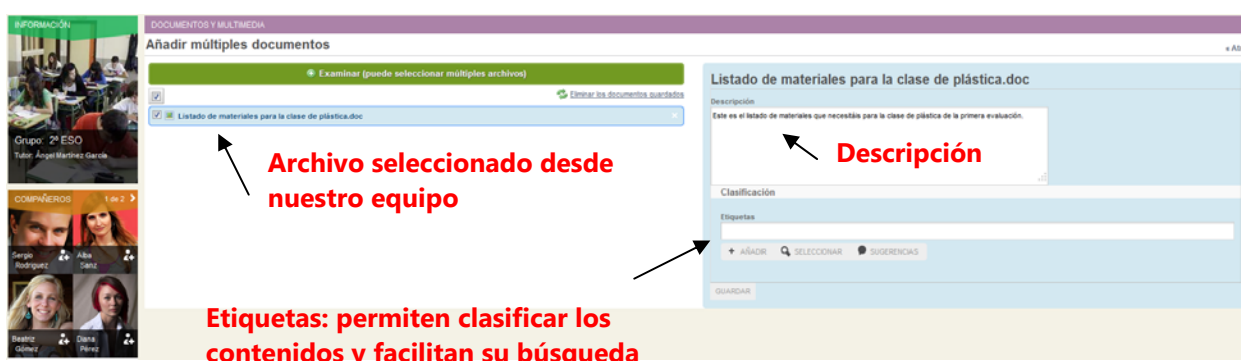 INFORMACIÓN
Grupo: 2º ESO
Tutor: Ángel Martínez García
COMPAÑEROS 1 de 2
Sergio Rodriguez
Alba Sanz
Beatriz Gómez
Diana Pérez
DOCUMENTOS Y MULTIMEDIA
Añadir múltiples documentos
« At
Examinar (puede seleccionar múltiples archivos)
Eliminar los documentos guardados
Listado de materiales para la clase de plástica.doc
Archivo seleccionado desde
nuestro equipo
Etiquetas: permiten clasificar los
contenidos y facilitan su búsqueda
Listado de materiales para la clase de plástica.doc
Descripción
Este es el listado de materiales que necesitáis para la clase de plástica de la primera evaluación.
Descripción
Clasificación
Etiquetas
+ AÑADIR SELECCIONAR SUGERENCIAS
GUARDAR